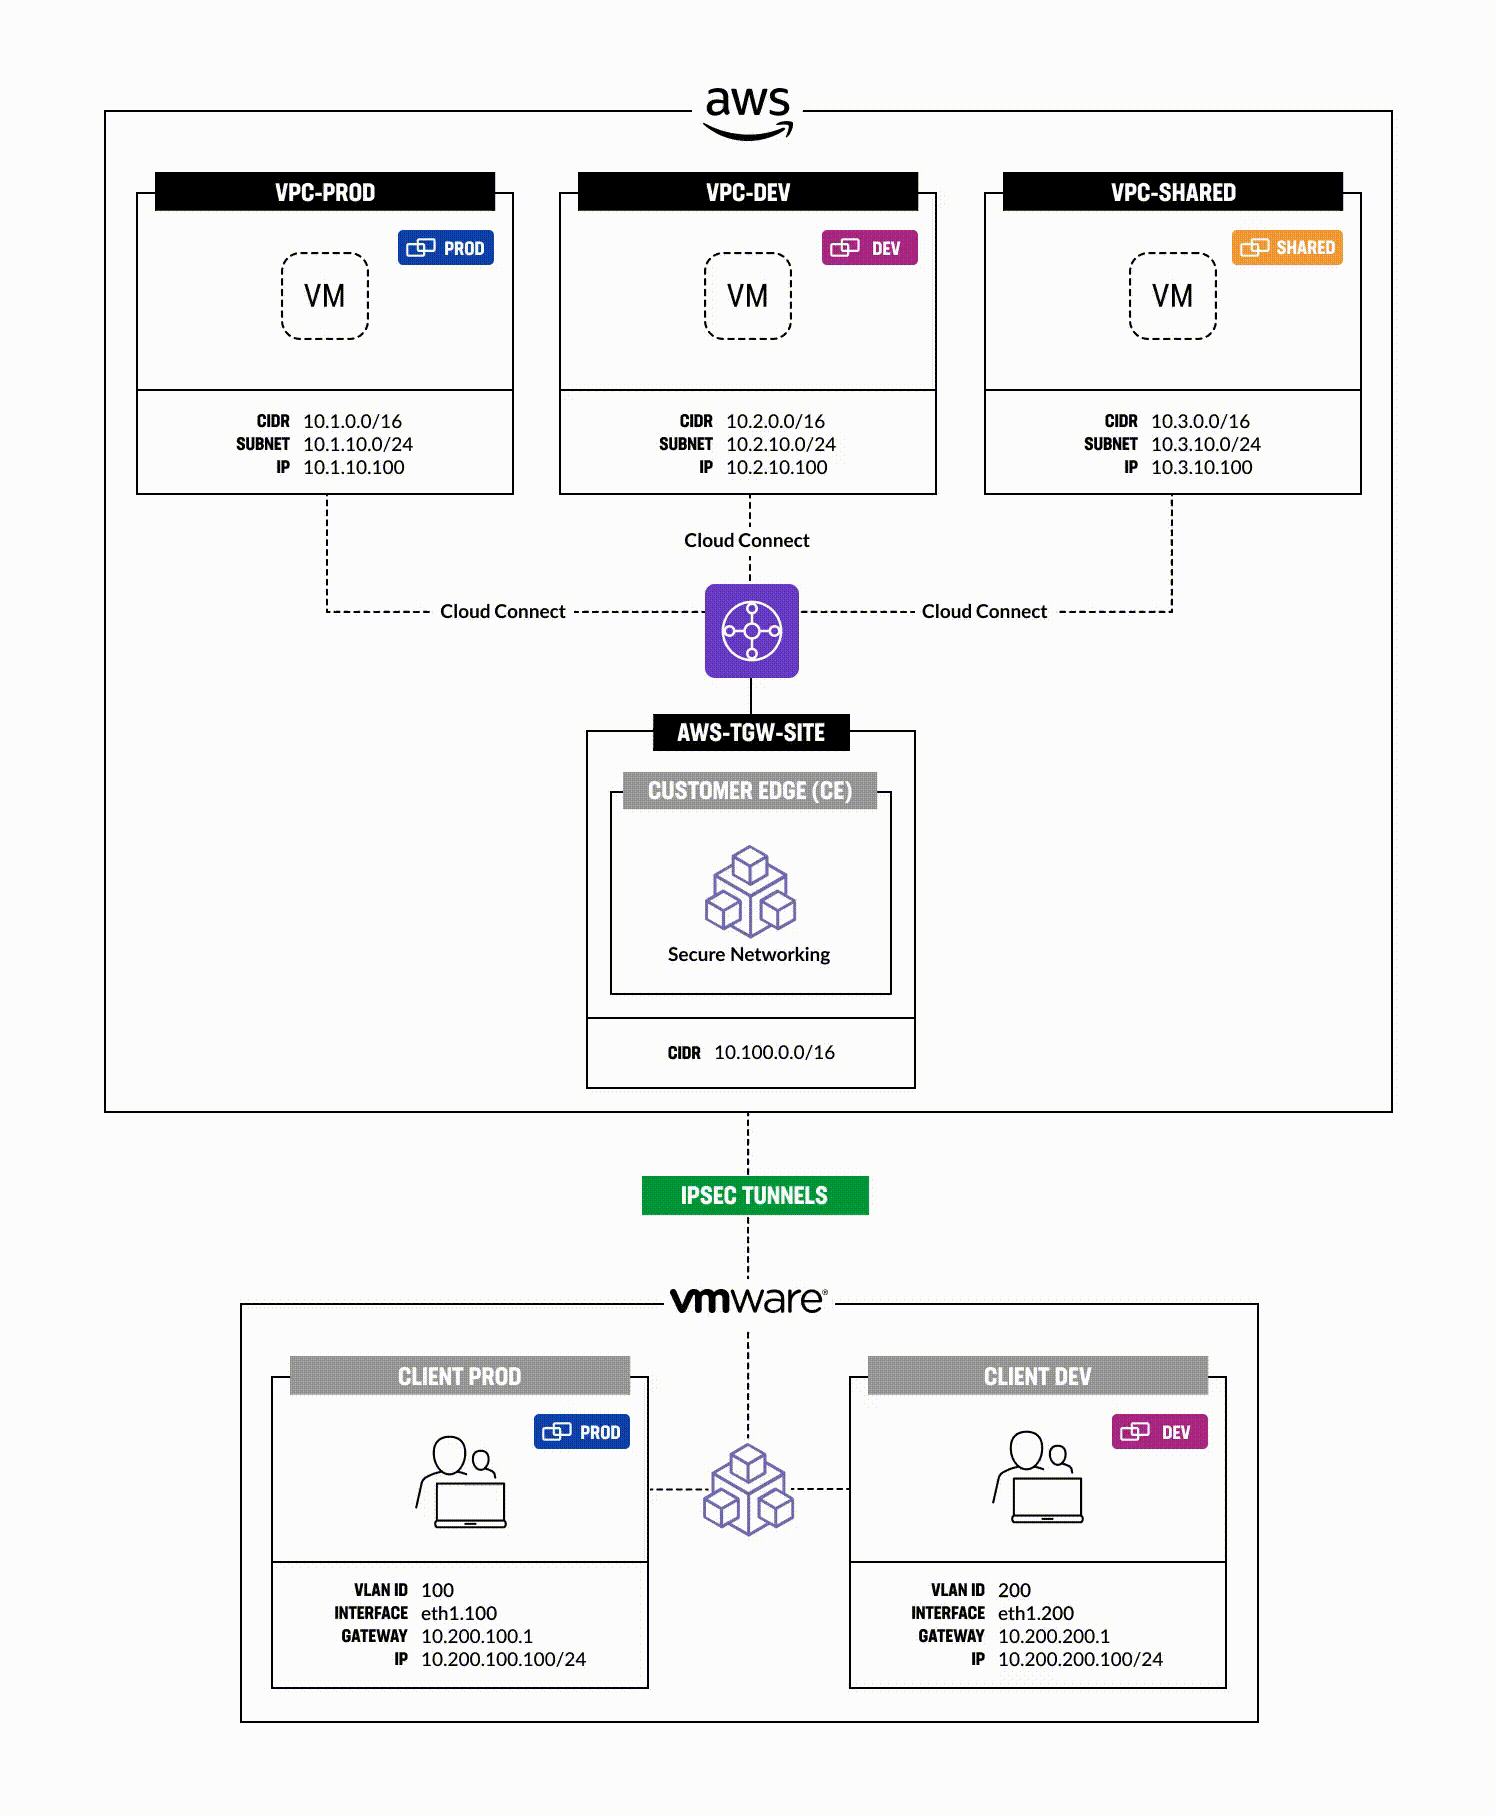 aws
VPC-PROD
PROD
VM
CIDR 10.1.0.0/16
SUBNET 10.1.10.0/24
IP 10.1.10.100
VPC-DEV
DEV
VM
CIDR 10.2.0.0/16
SUBNET 10.2.10.0/24
IP 10.2.10.100
VPC-SHARED
SHARED
VM
CIDR 10.3.0.0/16
SUBNET 10.3.10.0/24
IP 10.3.10.100
Cloud Connect
Cloud Connect
Cloud Connect
AWS-TGW-SITE
CUSTOMER EDGE (CE)
Secure Networking
CIDR 10.100.0.0/16
IPSEC TUNNELS
vmware®
CLIENT PROD
PROD
VLAN ID 100
INTERFACE eth1.100
GATEWAY 10.200.100.1
IP 10.200.100.100/24
CLIENT DEV
DEV
VLAN ID 200
INTERFACE eth1.200
GATEWAY 10.200.200.1
IP 10.200.200.100/24